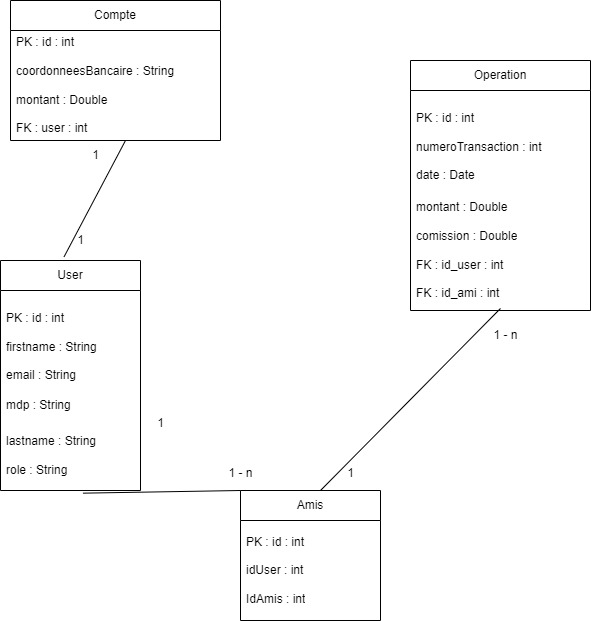 Compte
PK : id : int
coordonneesBancaire : String
montant : Double
FK : user : int
1
1
User
PK : id : int
firstname : String
email : String
mdp : String
lastname : String
role : String
1
1 - n
Amis
PK : id : int
idUser : int
IdAmis : int
1
1 - n
Operation
PK : id : int
numeroTransaction : int
date : Date
montant : Double
comission : Double
FK : id_user : int
FK : id_ami : int